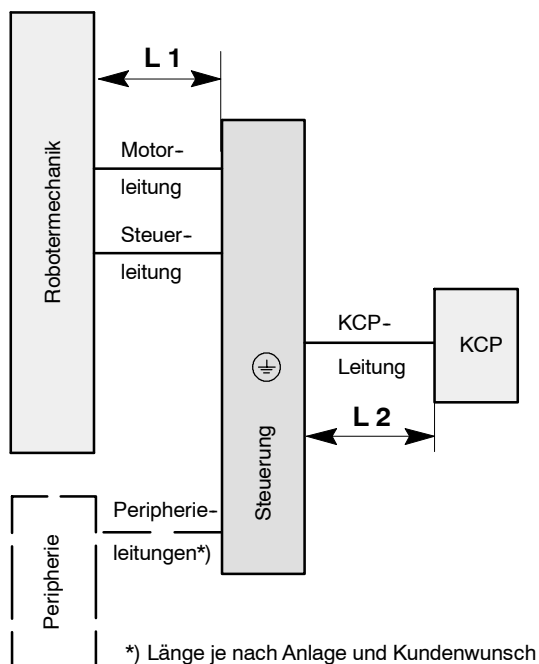 L 1
Motor-
leitung
Steuer-
leitung
Robotermechanik
KCP-
Leitung
KCP
L 2
Steuerung
Peripherie-
leitungen*)
Peripherie
*) Länge je nach Anlage und Kundenwunsch